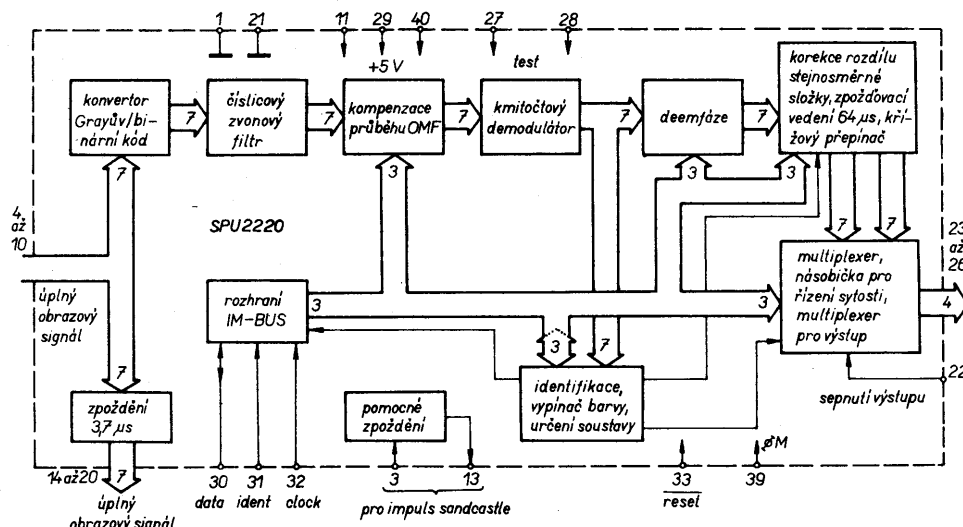 1 21 11 29 40 27 28 3
+5 V
test
konvertor
Grayův/bi-
nární kód
7
číslicový
zvonový
filtr
7
kompenzace
průběhu OMF
7
kmitočtový
demodulátor
7
deemfáze
7
korekce rozdílu
stejnosměrné
složky, zpožďovací
vedení 64 µs, kří-
žový přepínač
7
3
3
3
4
až
10
SPU2220
7
7
23
až
26
úplný
obrazový
signál
rozhraní
IM-BUS
3
3
multiplexer,
násobička pro
řízení sytosti,
multiplexer
pro výstup
4
3
7
7
zpoždění
3,7 µs
pomocné
zpoždění
identifikace,
vypínač barvy,
určení soustavy
22
sepnutí výstupu
14 až 20
7
øM
30 31 32 3 13 33 39
data ident clock
pro impuls sandcastle
reset
úplný
obrazový signál